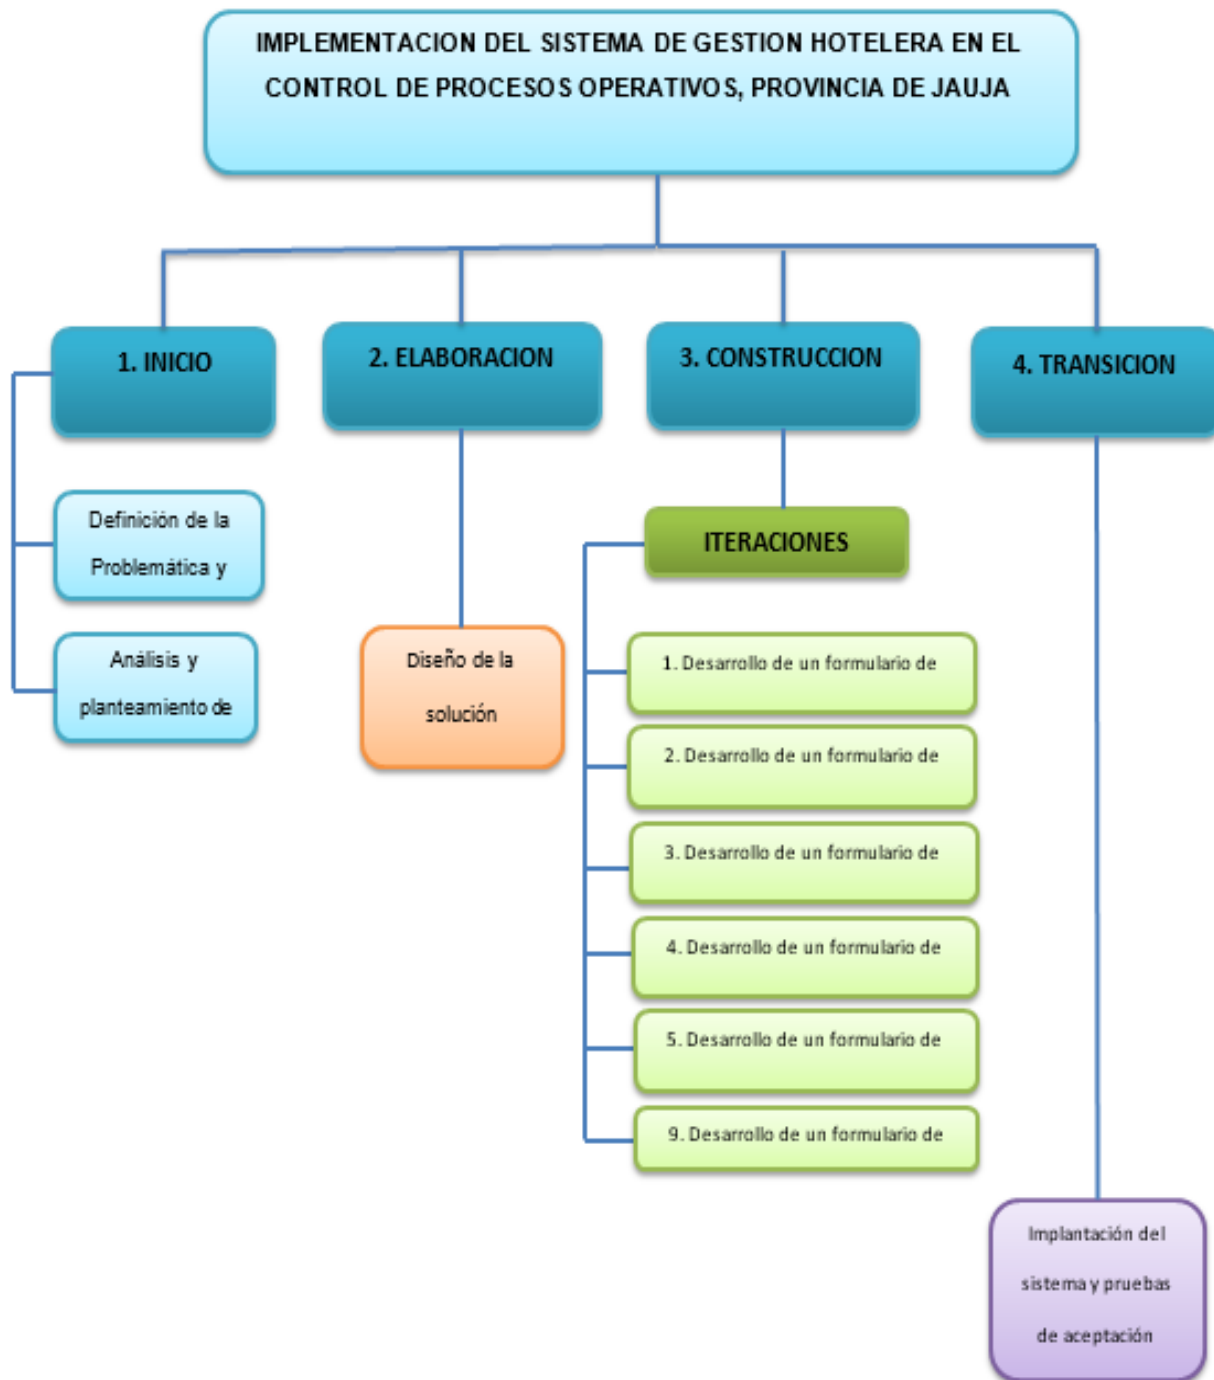 IMPLEMENTACION DEL SISTEMA DE GESTION HOTELERA EN EL
CONTROL DE PROCESOS OPERATIVOS, PROVINCIA DE JAUJA
1. INICIO
2. ELABORACION
3. CONSTRUCCION
4. TRANSICION
Definición de la
Problemática y
Análisis y
planteamiento de
Diseño de la
solución
ITERACIONES
1. Desarrollo de un formulario de
2. Desarrollo de un formulario de
3. Desarrollo de un formulario de
4. Desarrollo de un formulario de
5. Desarrollo de un formulario de
9. Desarrollo de un formulario de
Implantación del
sistema y pruebas
de aceptación